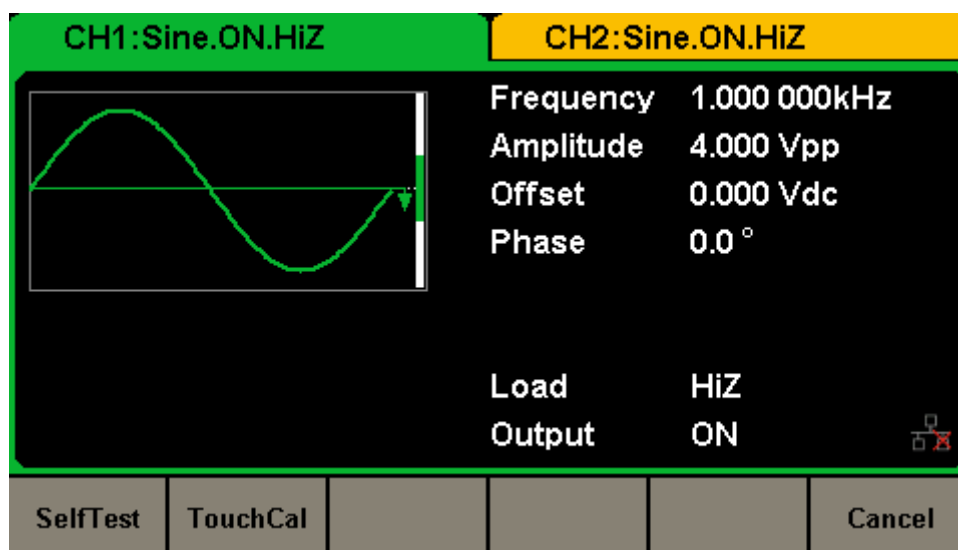 CH1:Sine.ON.HiZ
CH2:Sine.ON.HiZ
Frequency 1.000 000kHz
Amplitude 4.000 Vpp
Offset 0.000 Vdc
Phase 0.0 °
Load HiZ
Output ON
SelfTest TouchCal Cancel